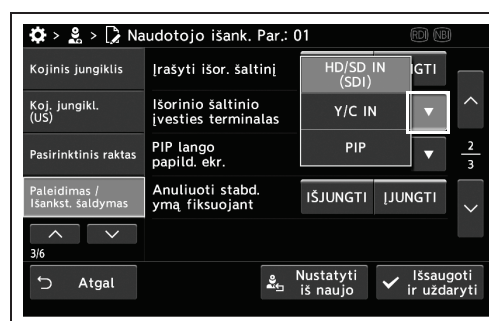 > > Naudotojo išank. Par.: 01 RDI NBI
Kojinis jungiklis
Įrašyti išor. šaltinį
HD/SD IN
(SDI)
Koj. jungikl.
(US)
Išorinio šaltinio
įvesties terminalas
Y/C IN
Pasirinktinis raktas
PIP lango
papild. ekr.
PIP
2
3
Paleidimas /
Išankst. šaldymas
Anuliuoti stabd.
ymą fiksuojant
IŠJUNGTI
ĮJUNGTI
3/6
Atgal
Nustatyti
iš naujo
Išsaugoti
ir uždaryti